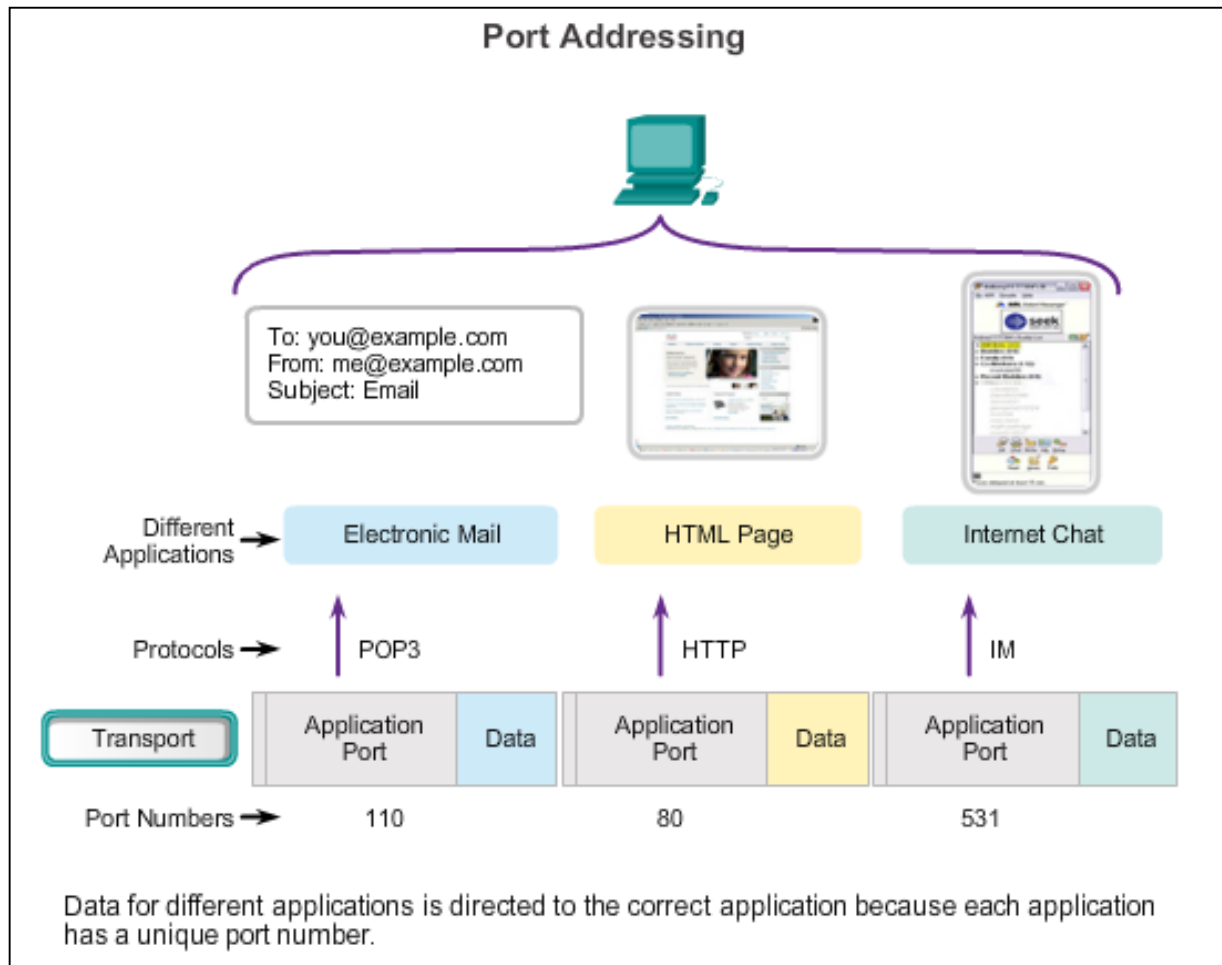 Port Addressing
To: you@example.com
From: me@example.com
Subject: Email
seek
Different
Applications
Electronic Mail
HTML Page
Internet Chat
Protocols
POP3
HTTP
IM
Transport
Application
Port
Data
Application
Port
Data
Application
Port
Data
Port Numbers
110
80
531
Data for different applications is directed to the correct application because each application
has a unique port number.